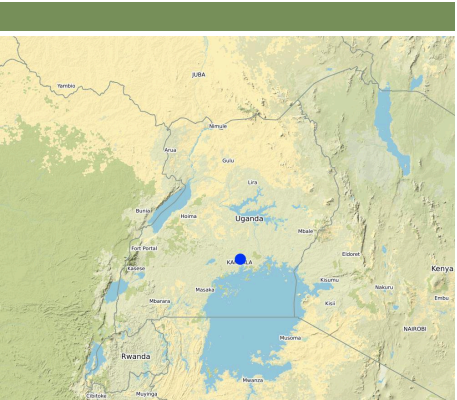 JUBA
Yambio
Nimule
Arua
Gulu
Lira
Bunia
Hoima
Uganda
Mbale
Fort Portal
Kasese
Eldoret
Kenya
Masaka
Kisumu
Nakuru
Mbarara
Kisii
Embu
NAIROBI
Musoma
Rwanda
Mwanza
Cibitoke
Muyinga